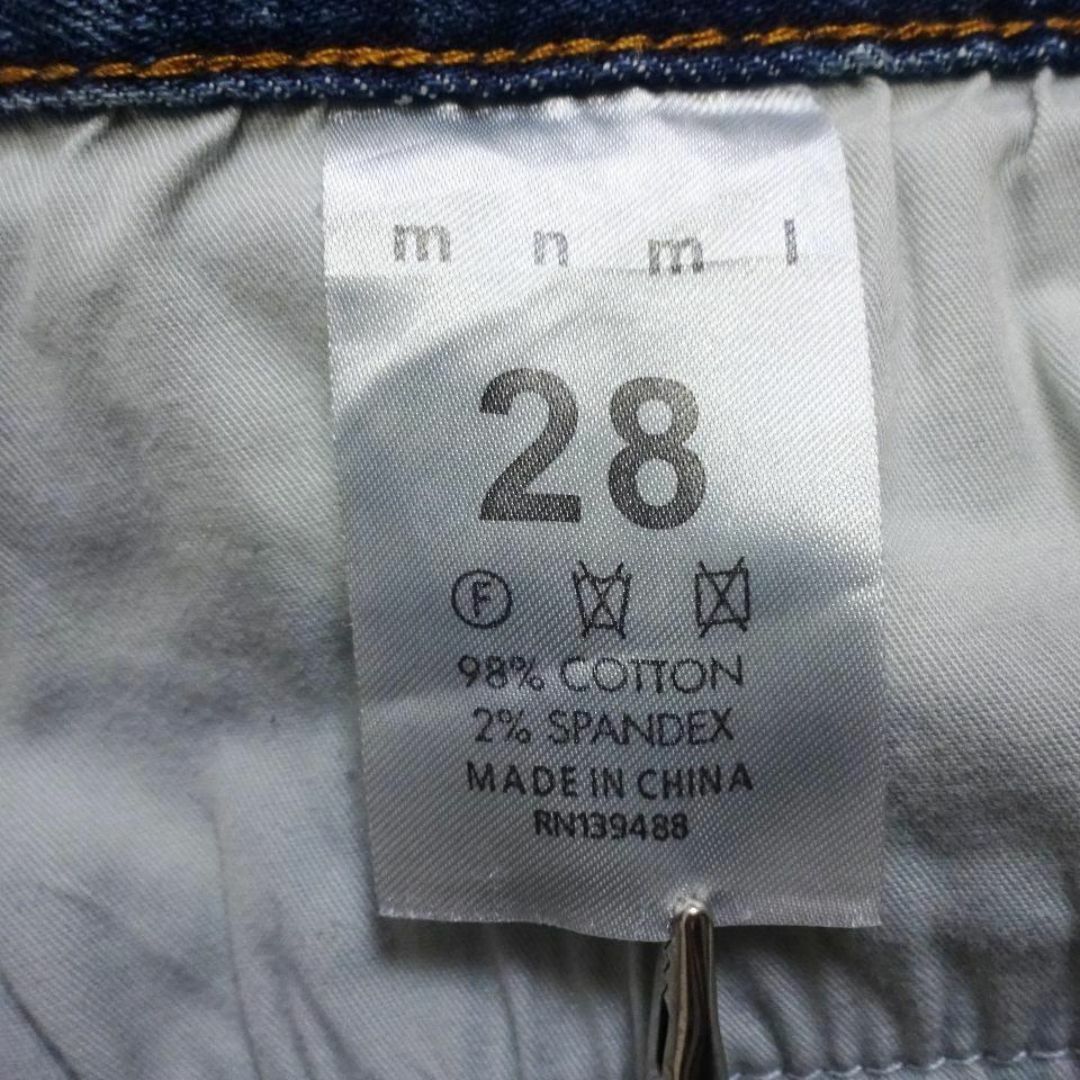 m n m l
28
F
98% COTTON
2% SPANDEX
MADE IN CHINA
RN139488